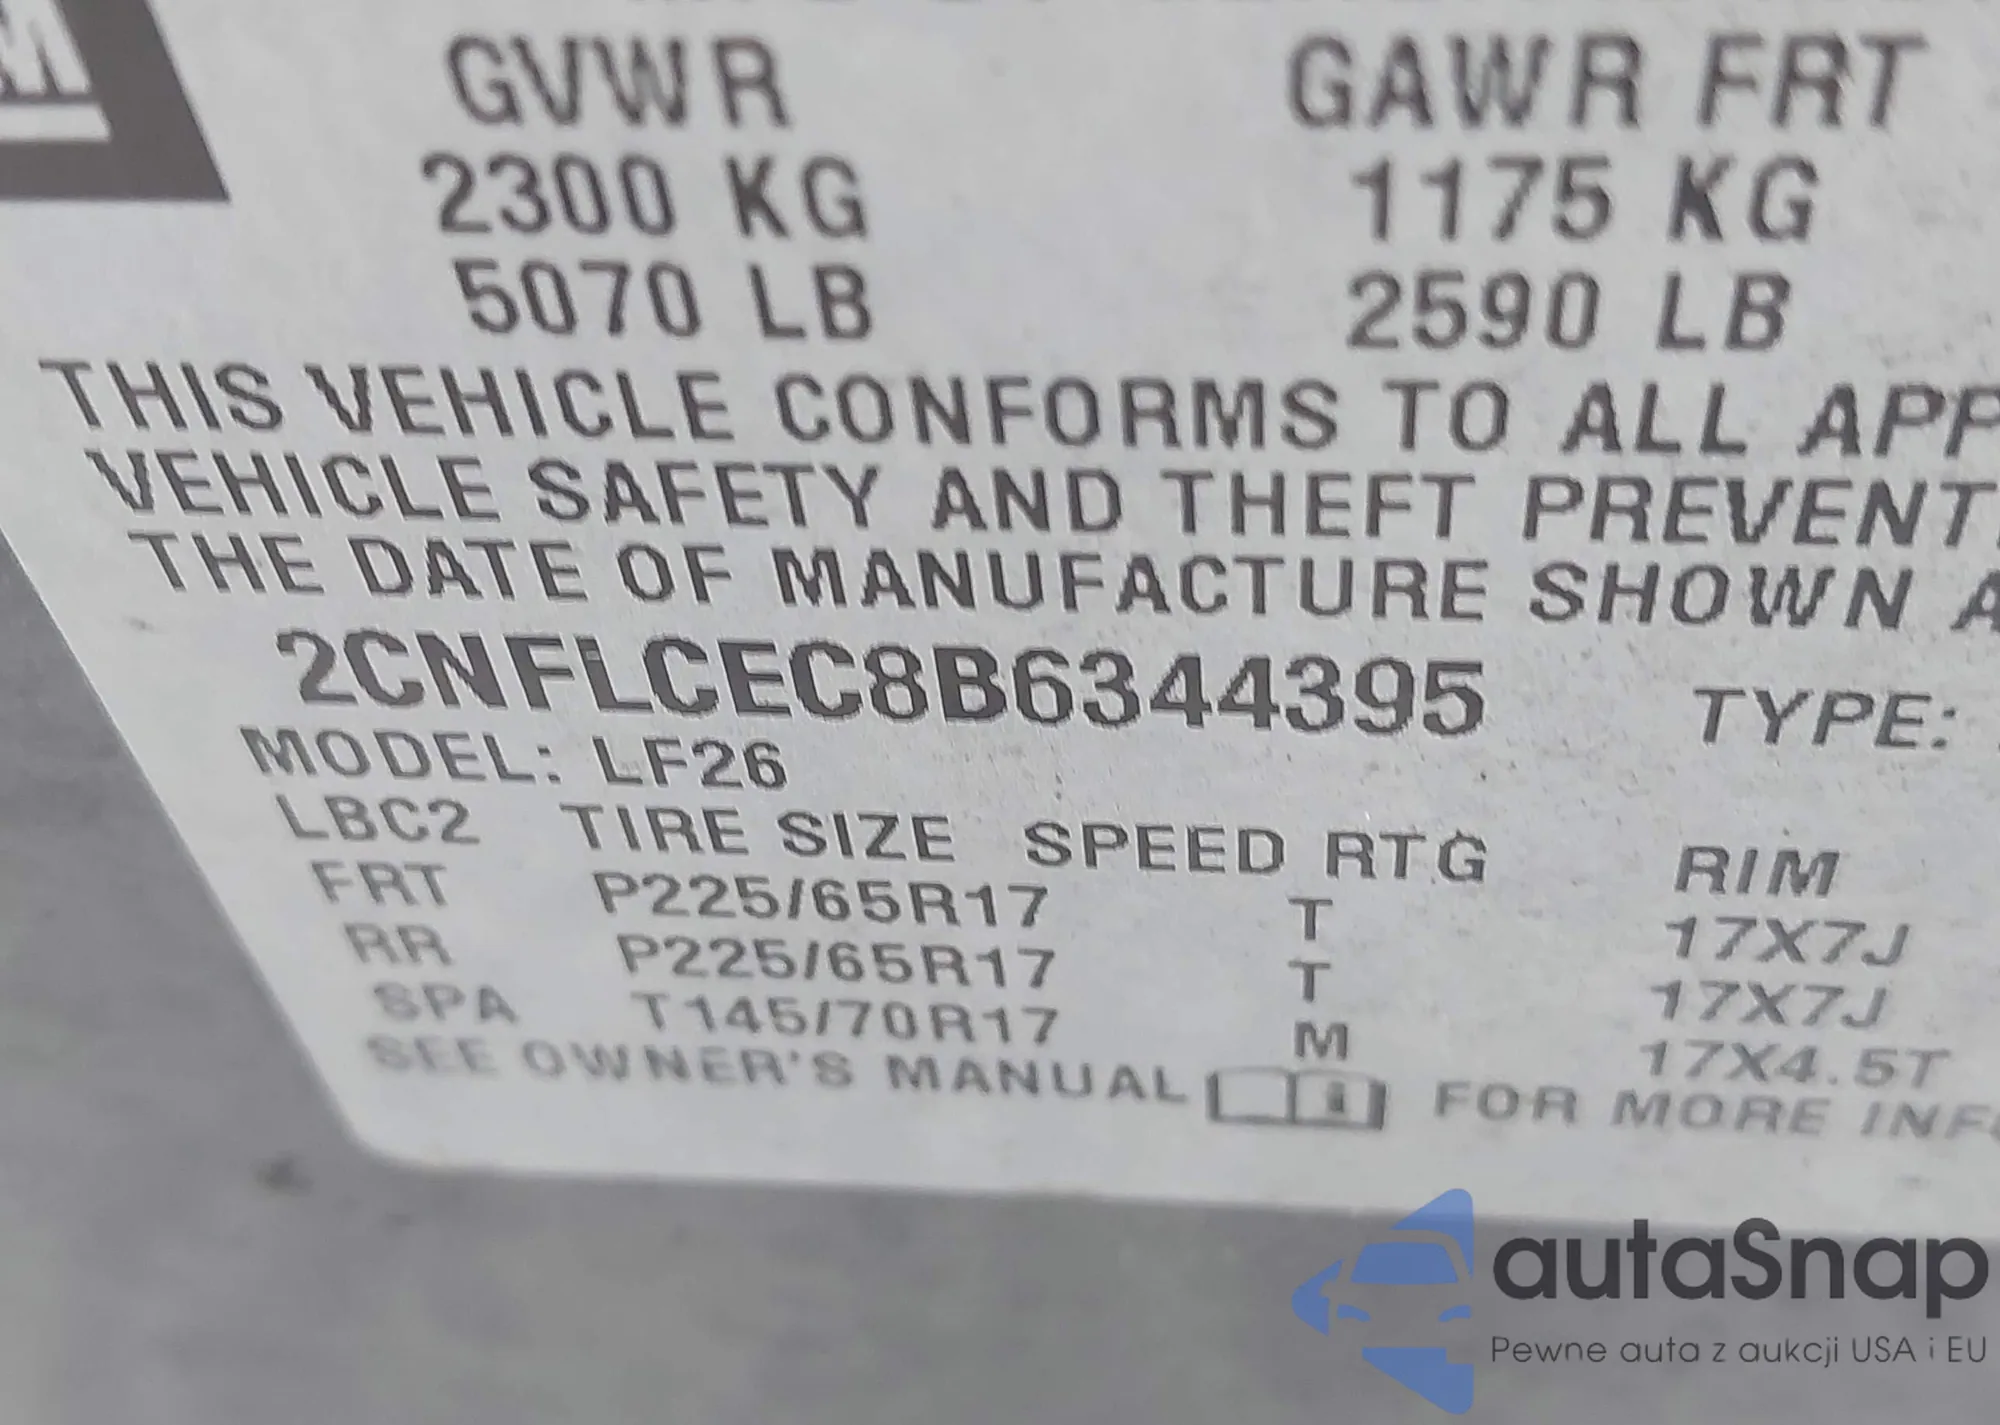 M
GVWR GAWR FRT
2300 KG 1175 KG
5070 LB 2590 LB
THIS VEHICLE CONFORMS TO ALL APP
VEHICLE SAFETY AND THEFT PREVENT
THE DATE OF MANUFACTURE SHOWN A
2CNFLCEC8B6344395 TYPE:
MODEL: LF26
LBC2 TIRE SIZE SPEED RTG RIM
FRT P225/65R17 T 17X7J
RR P225/65R17 T 17X7J
SPA T145/70R17 M 17X4.5T
SEE OWNER'S MANUAL FOR MORE INFO
autaSnap
Pewne auta z aukcji USA i EU